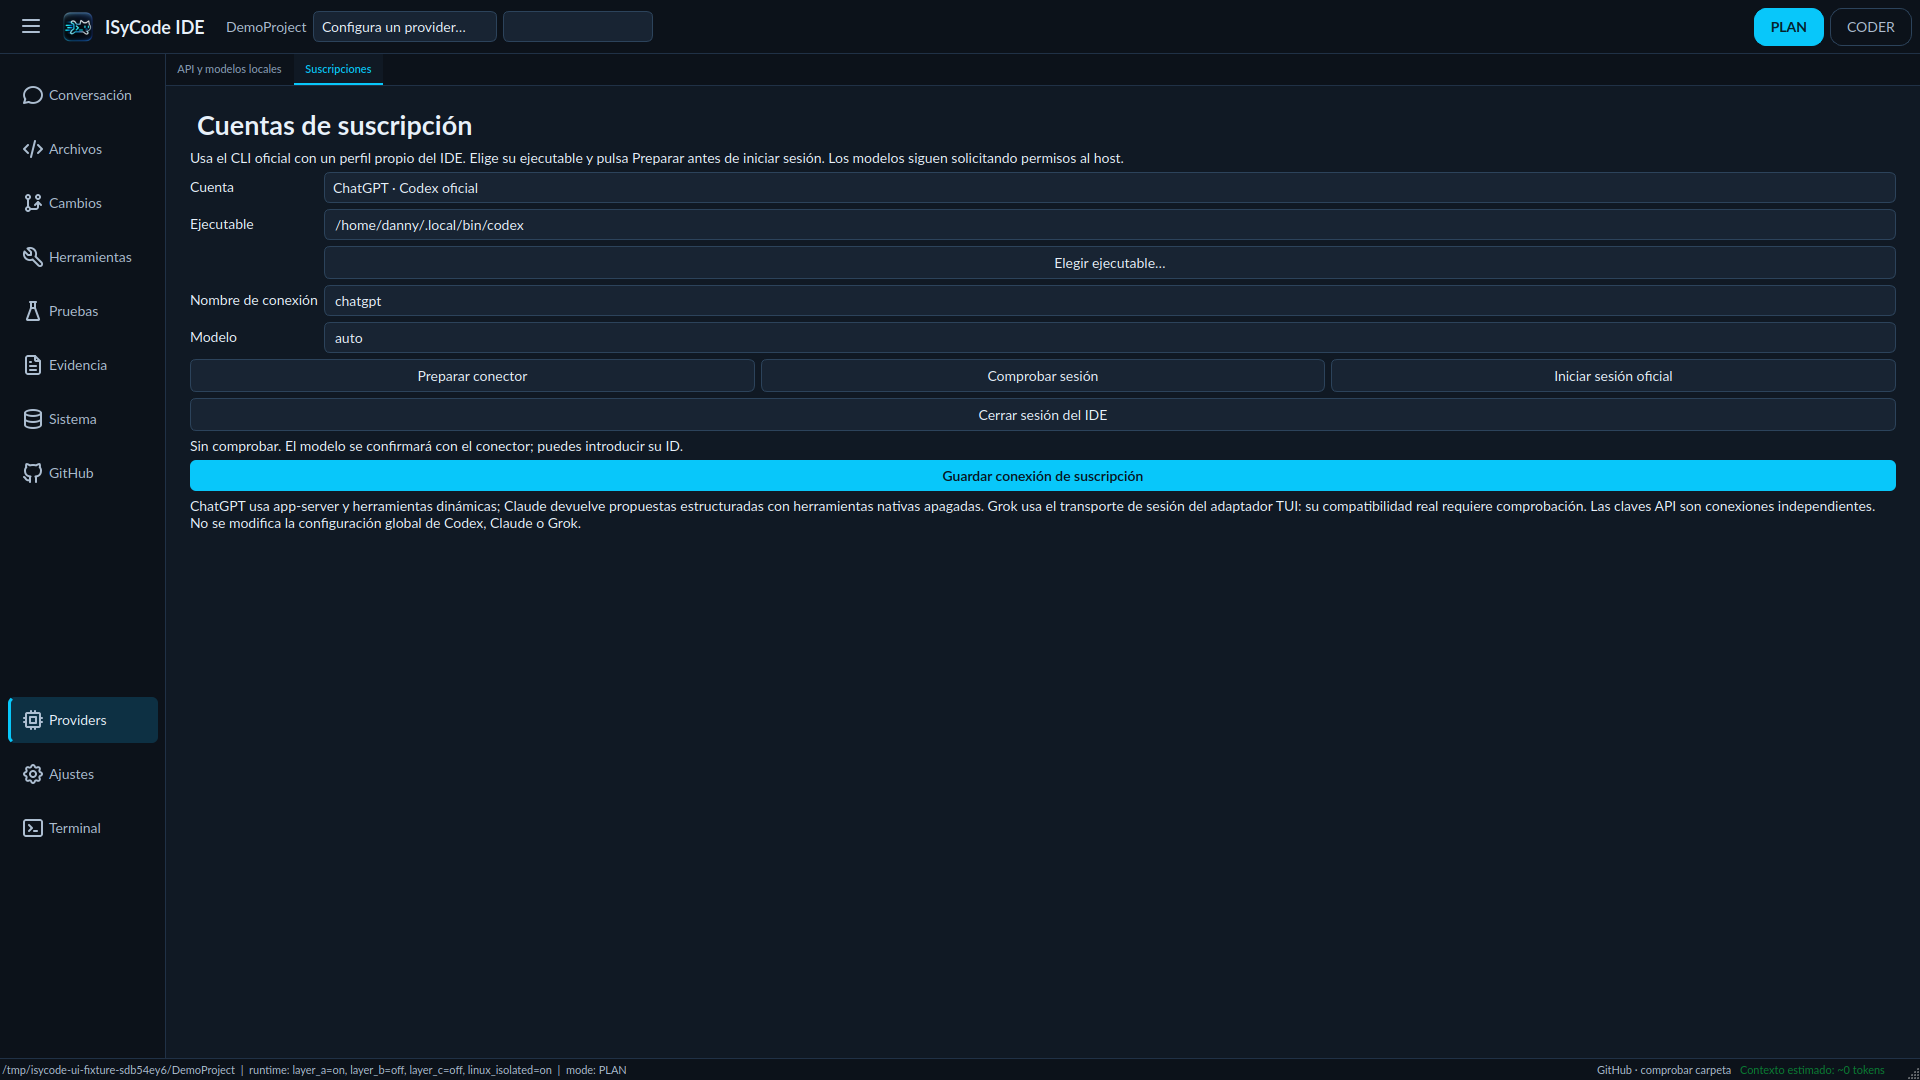 ISyCode IDE DemoProject Configura un provider... PLAN CODER
API y modelos locales Suscripciones
Conversación
Archivos
Cambios
Herramientas
Pruebas
Evidencia
Sistema
GitHub
Providers
Ajustes
Terminal
Cuentas de suscripción
Usa el CLI oficial con un perfil propio del IDE. Elige su ejecutable y pulsa Preparar antes de iniciar sesión. Los modelos siguen solicitando permisos al host.
Cuenta ChatGPT · Codex oficial
Ejecutable /home/danny/.local/bin/codex
Elegir ejecutable...
Nombre de conexión chatgpt
Modelo auto
Preparar conector Comprobar sesión Iniciar sesión oficial
Cerrar sesión del IDE
Sin comprobar. El modelo se confirmará con el conector; puedes introducir su ID.
Guardar conexión de suscripción
ChatGPT usa app-server y herramientas dinámicas; Claude devuelve propuestas estructuradas con herramientas nativas apagadas. Grok usa el transporte de sesión del adaptador TUI: su compatibilidad real requiere comprobación. Las claves API son conexiones independientes.
No se modifica la configuración global de Codex, Claude o Grok.
/tmp/isycode-ui-fixture-sdb54ey6/DemoProject | runtime: layer_a=on, layer_b=off, layer_c=off, linux_isolated=on | mode: PLAN GitHub · comprobar carpeta Contexto estimado: ~0 tokens